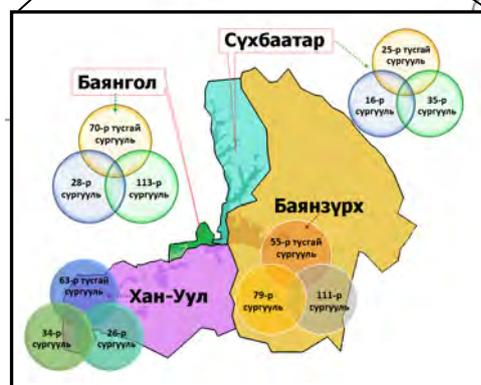 Сүхбаатар
25-р тусгай
сургууль
16-р
сургууль
35-р
сургууль
Баянгол
70-р тусгай
сургууль
28-р
сургууль
113-р
сургууль
Баянзүрх
55-р тусгай
сургууль
79-р
сургууль
111-р
сургууль
Хан-Уул
63-р тусгай
сургууль
34-р
сургууль
26-р
сургууль